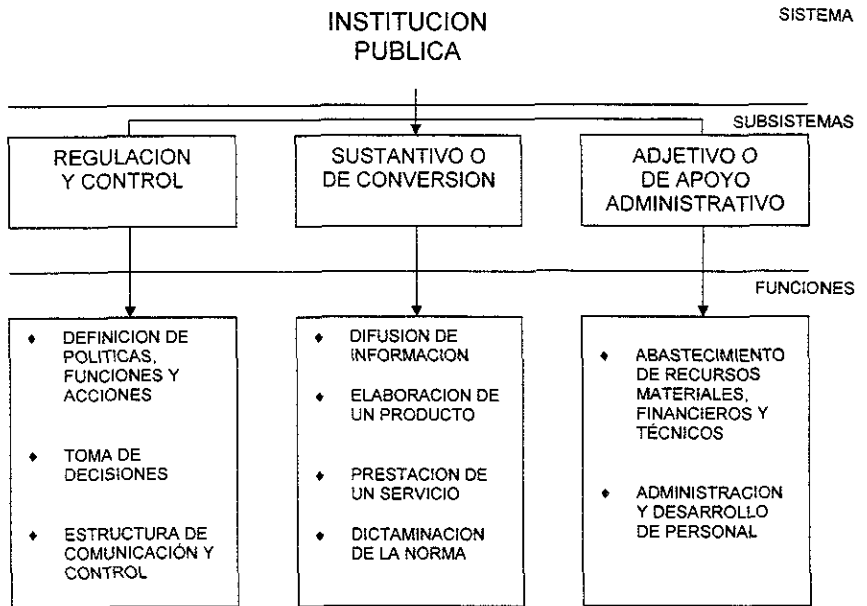 SISTEMA
INSTITUCION
PUBLICA
SUBSISTEMAS
REGULACION
Y CONTROL
SUSTANTIVO O
DE CONVERSION
ADJETIVO O
DE APOYO
ADMINISTRATIVO
FUNCIONES
♦ DEFINICION DE
POLITICAS,
FUNCIONES Y
ACCIONES
♦ TOMA DE
DECISIONES
♦ ESTRUCTURA DE
COMUNICACIÓN Y
CONTROL
♦ DIFUSION DE
INFORMACION
♦ ELABORACION DE
UN PRODUCTO
♦ PRESTACION DE
UN SERVICIO
♦ DICTAMINACION
DE LA NORMA
♦ ABASTECIMIENTO
DE RECURSOS
MATERIALES,
FINANCIEROS Y
TÉCNICOS
♦ ADMINISTRACION
Y DESARROLLO
DE PERSONAL